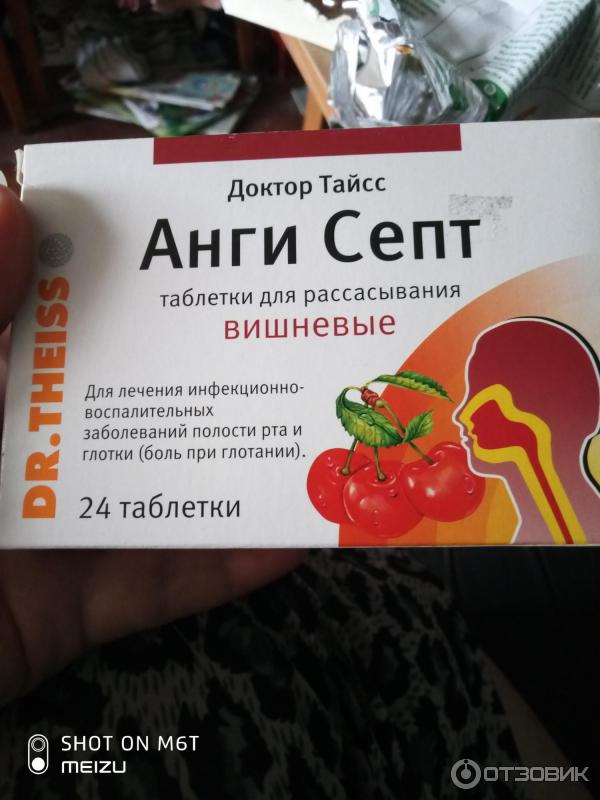 Доктор Тайсс
Анги Септ
таблетки для рассасывания
вишневые
DR.THEISS
Для лечения инфекционно-
воспалительных
заболеваний полости рта и
глотки (боль при глотании).
24 таблетки
SHOT ON M6T
MEIZU
ОТЗОВИК